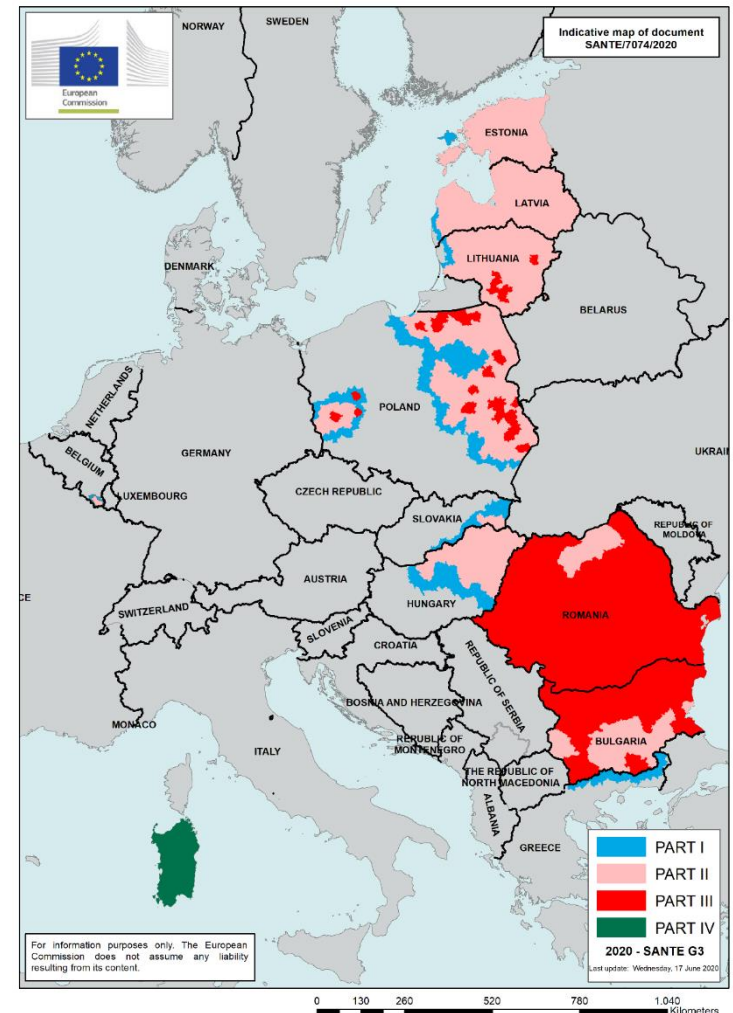 NORWAY
SWEDEN
Indicative map of document
SANTE/7074/2020
European
Commission
ESTONIA
LATVIA
LITHUANIA
DENMARK
BELARUS
NETHERLANDS
POLAND
GERMANY
BELGIUM
UKRAI
LUXEMBOURG
CZECH REPUBLIC
SLOVAKIA
REPUBLIC OF
MOLDOVA
AUSTRIA
CE
HUNGARY
SWITZERLAND
ROMANIA
SLOVENIA
CROATIA
REPUBLIC OF SERBIA
BOSNIA AND HERZEGOVINA
MONACO
ITALY
REPUBLIC OF
MONTENEGRO
BULGARIA
THE REPUBLIC OF
NORTH MACEDONIA
ALBANIA
GREECE
PART I
PART II
PART III
PART IV
2020 - SANTE G3
Last update: Wednesday, 17 June 2020
For information purposes only. The European
Commission does not assume any liability
resulting from its content.
0 130 260 520 780 1.040
Kilometers